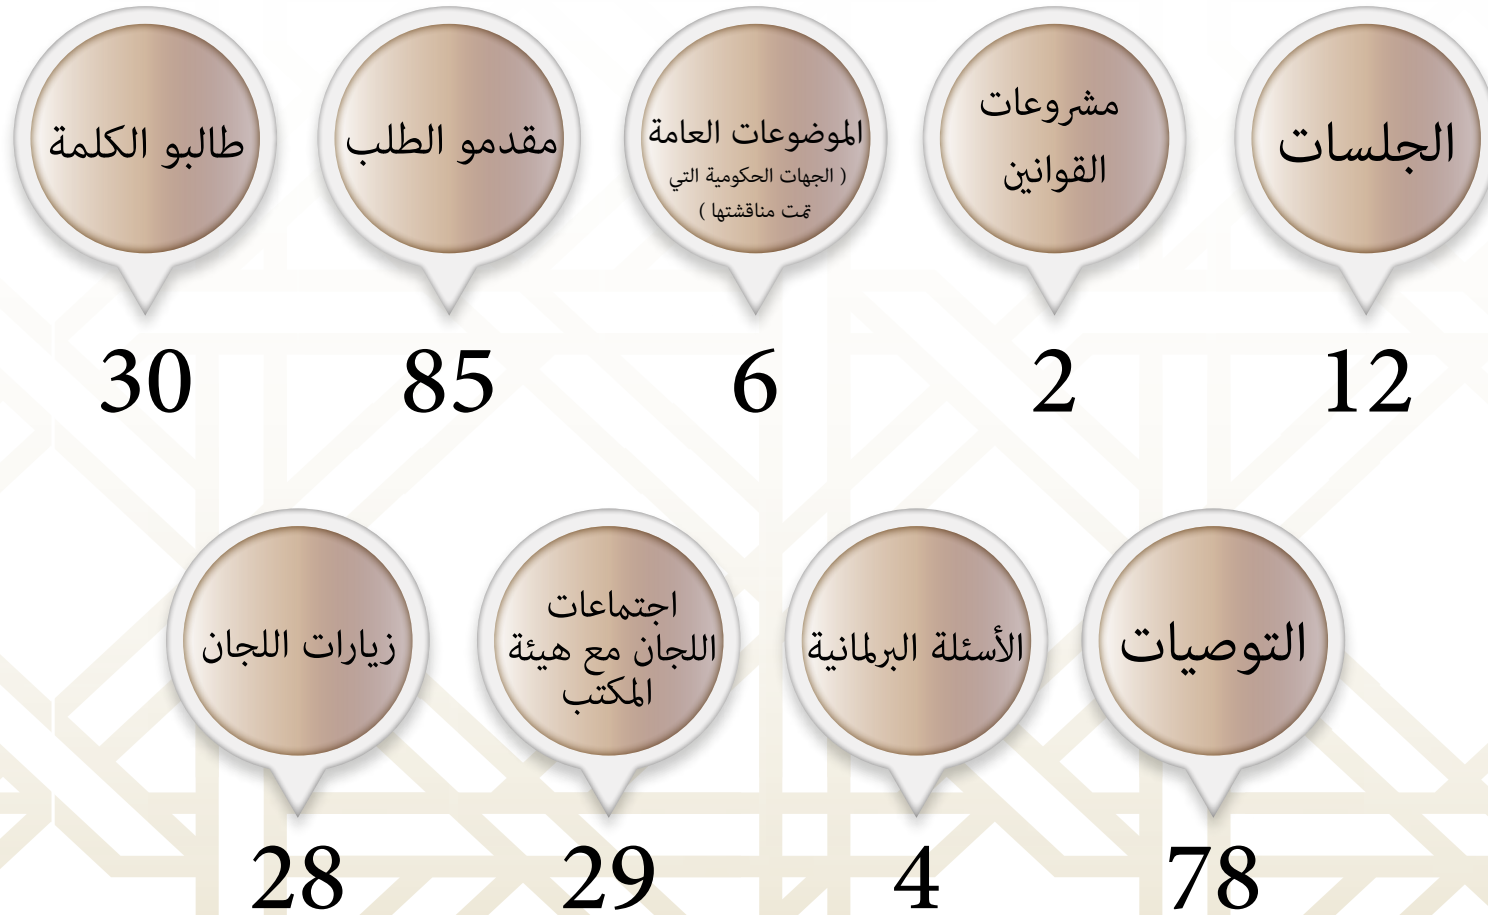 الجلسات
12
مشروعات
القوانين
2
الموضوعات العامة
( الجهات الحكومية التي
تمت مناقشتها )
6
مقدمو الطلب
85
طالبو الكلمة
30
التوصيات
78
الأسئلة البرلمانية
4
اجتماعات
اللجان مع هيئة
المكتب
29
زيارات اللجان
28